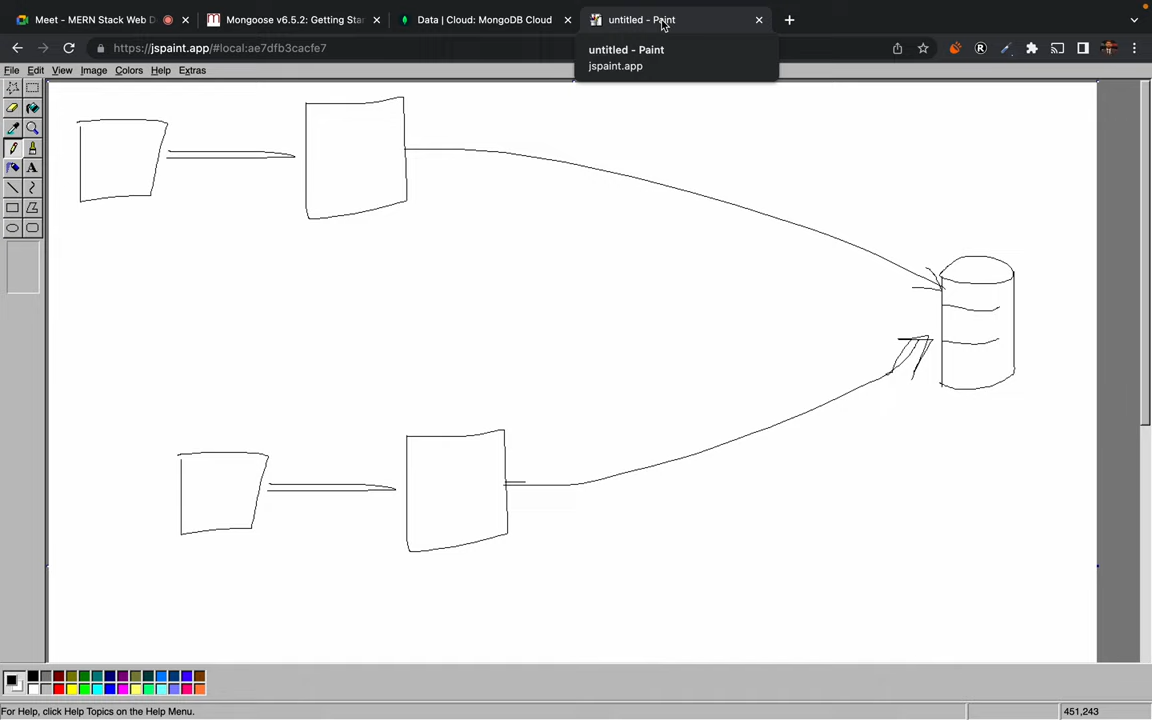 Meet - MERN Stack Web D
Mongoose v6.5.2: Getting Star
Data | Cloud: MongoDB Cloud
untitled - Paint
https://jspaint.app/#local:ae7dfb3cacfe7
untitled - Paint
jspaint.app
File Edit View Image Colors Help Extras
A
For Help, click Help Topics on the Help Menu.
451,243